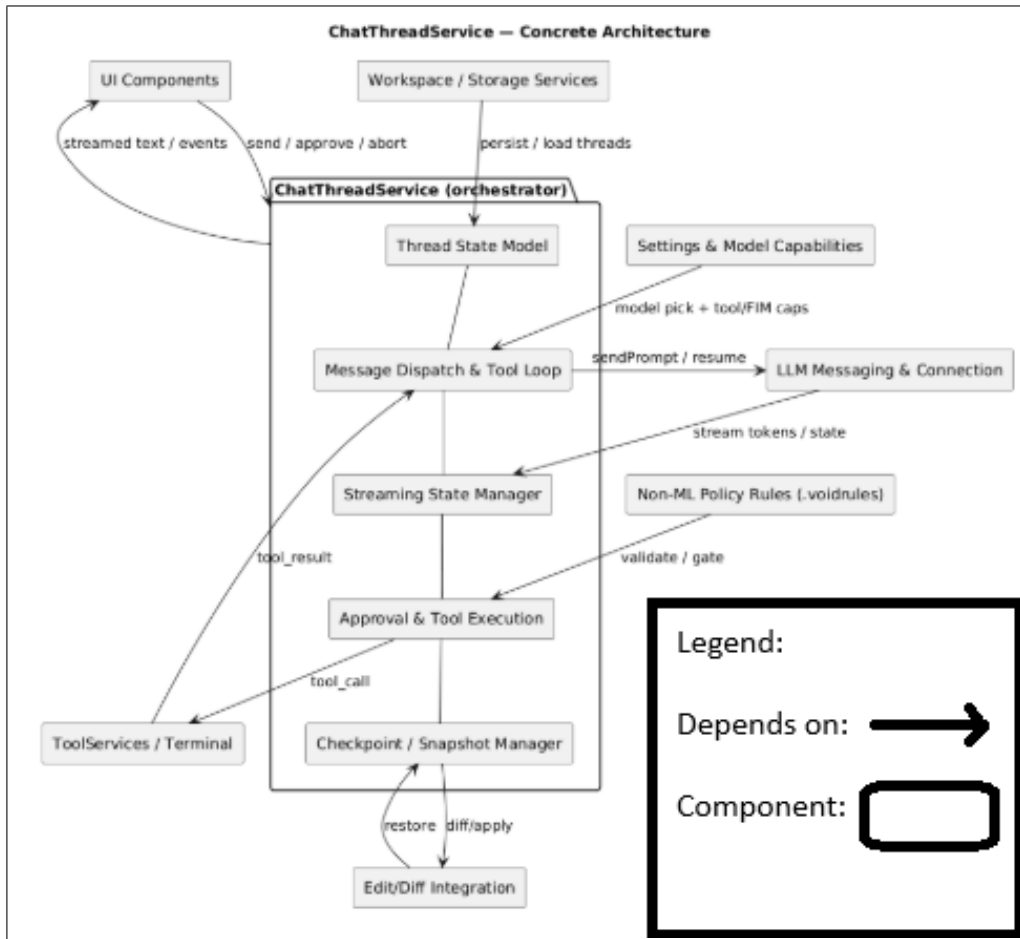 ChatThreadService — Concrete Architecture
UI Components
Workspace / Storage Services
streamed text / events
send / approve / abort
persist / load threads
ChatThreadService (orchestrator)
Thread State Model
Settings & Model Capabilities
model pick + tool/FIM caps
Message Dispatch & Tool Loop
sendPrompt / resume
LLM Messaging & Connection
stream tokens / state
Streaming State Manager
Non-ML Policy Rules (.voidrules)
tool_result
validate / gate
Approval & Tool Execution
tool_call
ToolServices / Terminal
Checkpoint / Snapshot Manager
restore
diff/apply
Edit/Diff Integration
Legend:
Depends on:
Component: